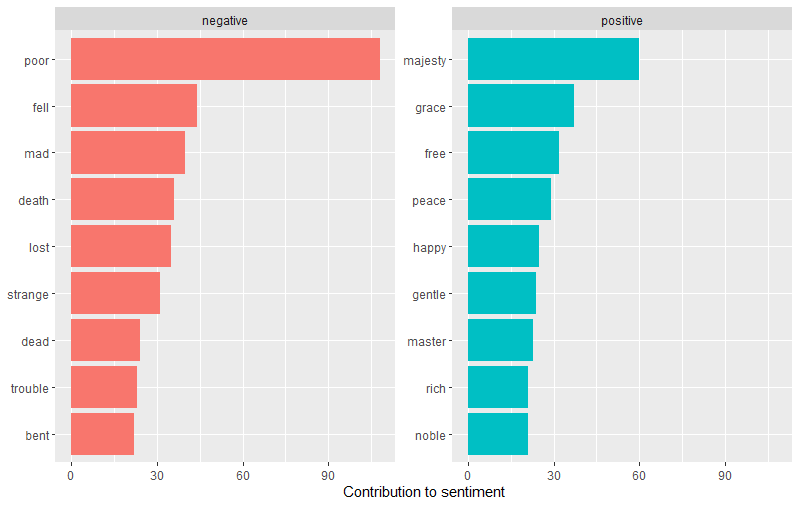 negative
poor
fell
mad
death
lost
strange
dead
trouble
bent
0 30 60 90
positive
majesty
grace
free
peace
happy
gentle
master
rich
noble
0 30 60 90
Contribution to sentiment